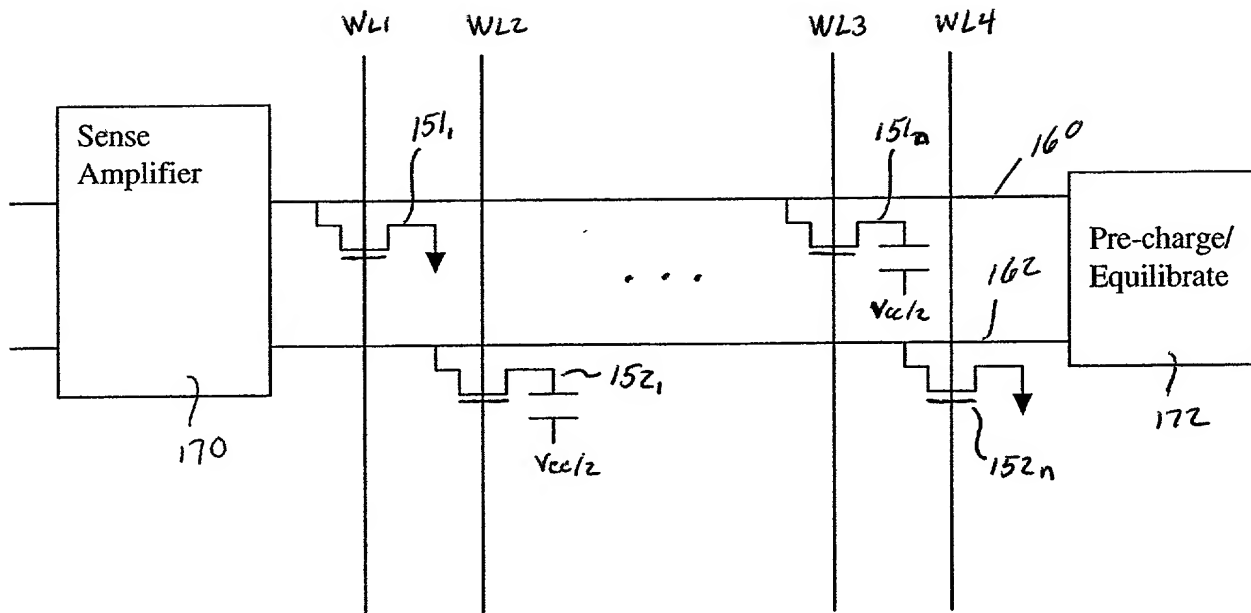 WL1 WL2 WL3 WL4
Sense
Amplifier
151₁
151n
160
Pre-charge/
Equilibrate
162
Vcc/2
152₁
170
Vcc/2
152n
172